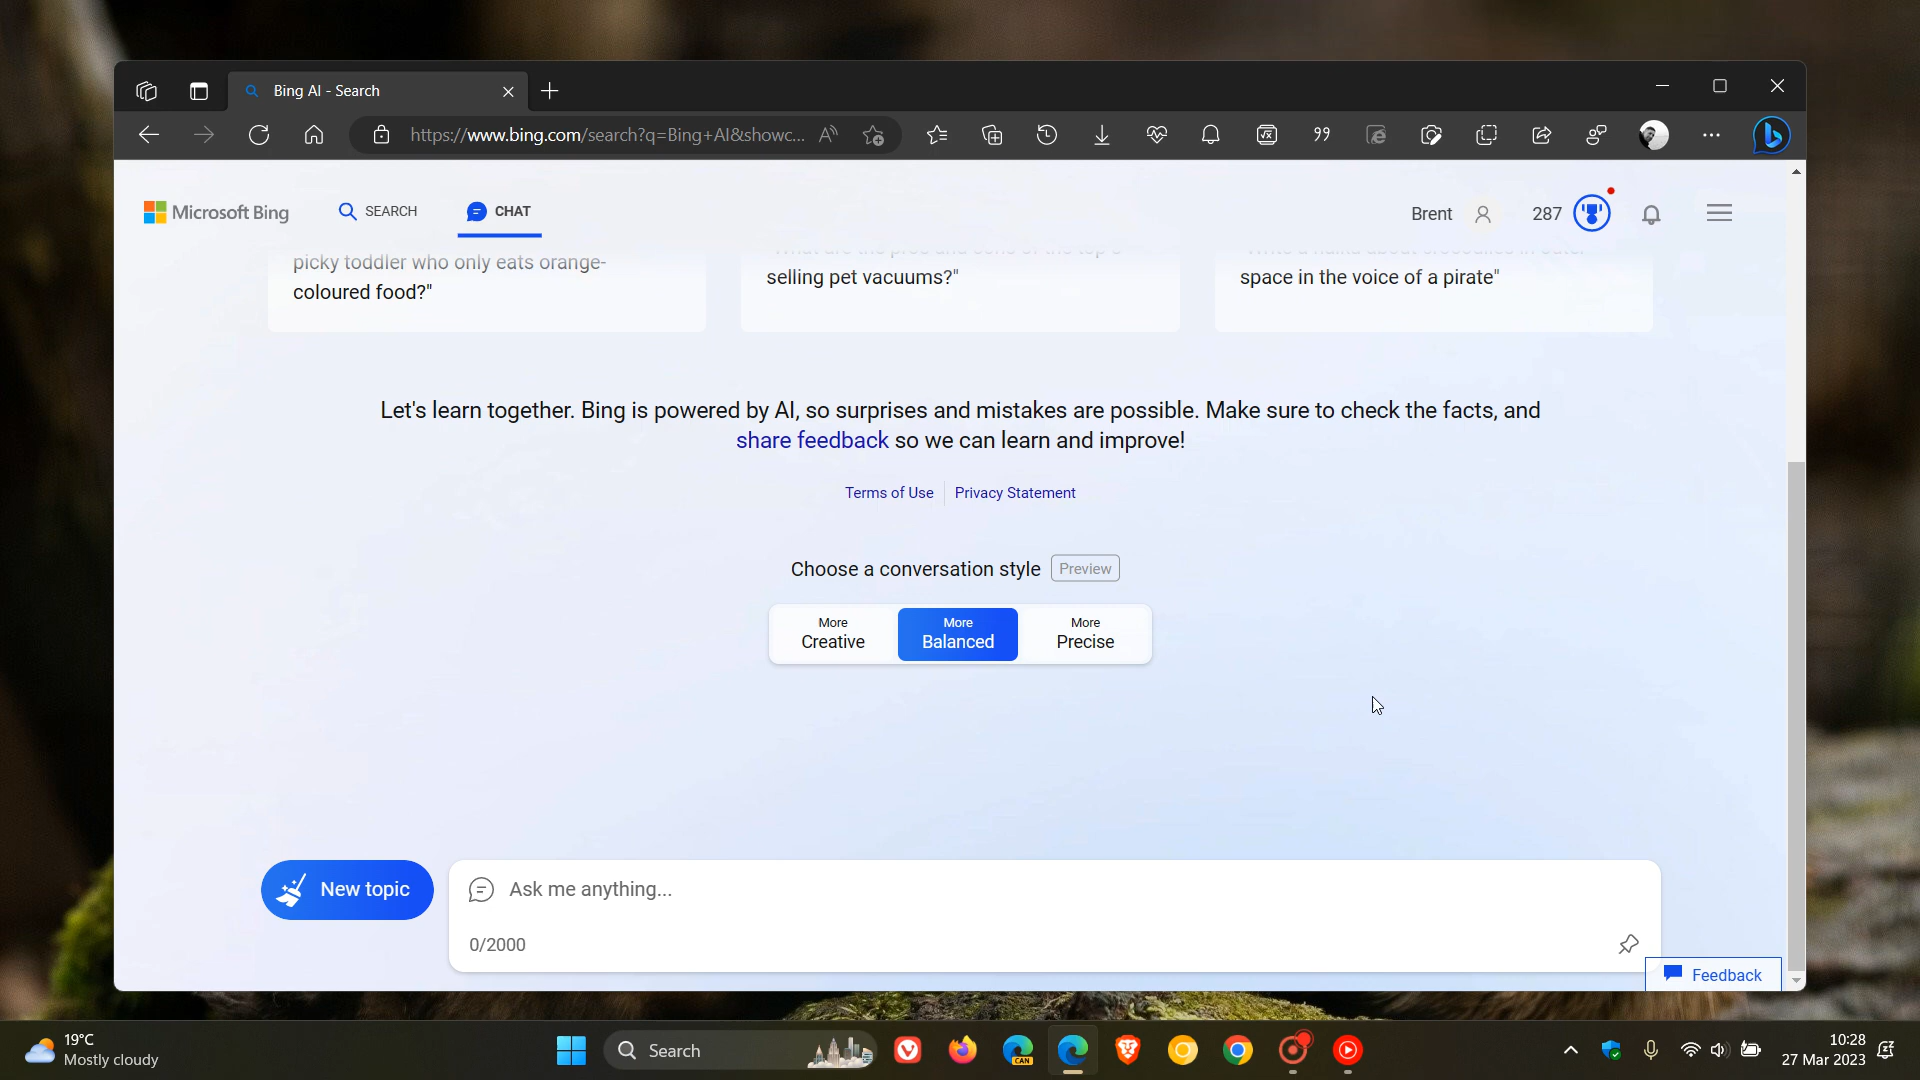 Bing AI - Search
https://www.bing.com/search?q=Bing+AI&showc...
Microsoft Bing
SEARCH
CHAT
Brent
287
picky toddler who only eats orange-
coloured food?"
selling pet vacuums?"
space in the voice of a pirate"
Let's learn together. Bing is powered by AI, so surprises and mistakes are possible. Make sure to check the facts, and
share feedback so we can learn and improve!
Terms of Use
Privacy Statement
Choose a conversation style
Preview
More
Creative
More
Balanced
More
Precise
New topic
Ask me anything...
0/2000
Feedback
19°C
Mostly cloudy
Search
CAN
10:28
27 Mar 2023